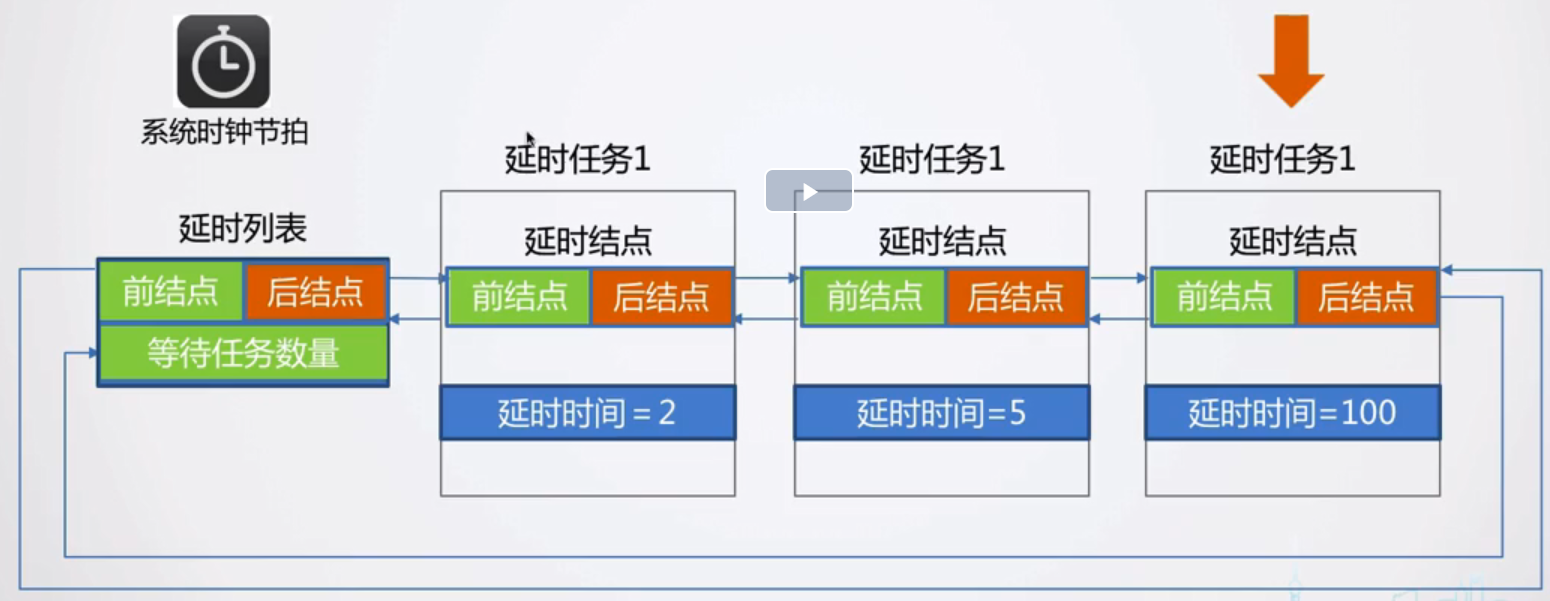 系统时钟节拍
延时列表
前结点 后结点
等待任务数量
延时任务1
延时结点
前结点 后结点
延时时间 = 2
延时任务1
延时结点
前结点 后结点
延时时间=5
延时任务1
延时结点
前结点 后结点
延时时间=100